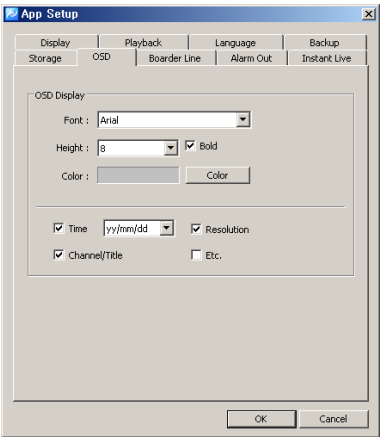 App Setup
Display Playback Language Backup
Storage OSD Boarder Line Alarm Out Instant Live
OSD Display
Font : Arial
Height : 8 Bold
Color : Color
Time yy/mm/dd Resolution
Channel/Title Etc.
OK Cancel